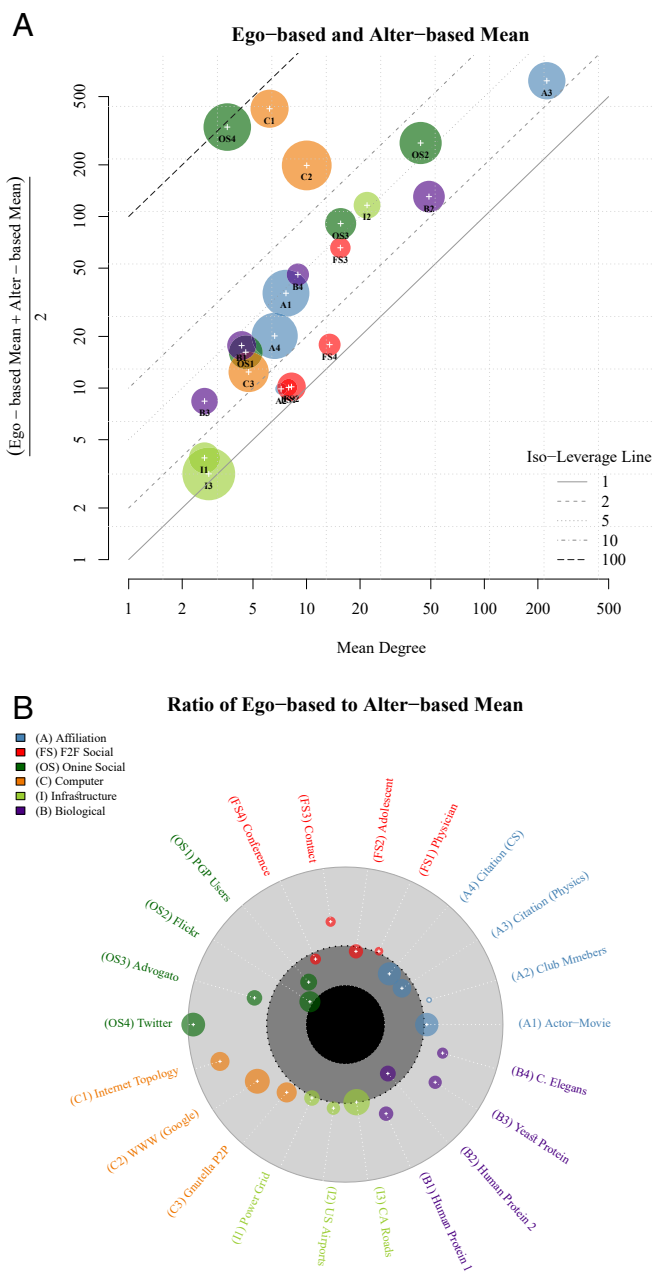 A
Ego−based and Alter−based Mean
(Ego − based Mean + Alter − based Mean)
2
500
200
100
50
20
10
5
2
1
A3
C1
OS4
OS2
C2
B2
I2
OS3
FS3
B4
A1
A4
FS4
B1
OS1
C3
B3
I1
I3
Iso−Leverage Line
1
2
5
10
100
1 2 5 10 20 50 100 200 500
Mean Degree
B
Ratio of Ego−based to Alter−based Mean
(A) Affiliation
(FS) F2F Social
(OS) Onine Social
(C) Computer
(I) Infrastructure
(B) Biological
(FS4) Conference
(FS3) Contact
(FS2) Adolescent
(FS1) Physician
(A4) Citation (CS)
(A3) Citation (Physics)
(A2) Club Mmebers
(A1) Actor−Movie
(B4) C. Elegans
(B3) Yeast Protein
(B2) Human Protein 2
(B1) Human Protein 1
(I3) CA Roads
(I2) US Airports
(I1) Power Grid
(C3) Gnutella P2P
(C2) WWW (Google)
(C1) Internet Topology
(OS4) Twitter
(OS3) Advogato
(OS2) Flickr
(OS1) PGP Users